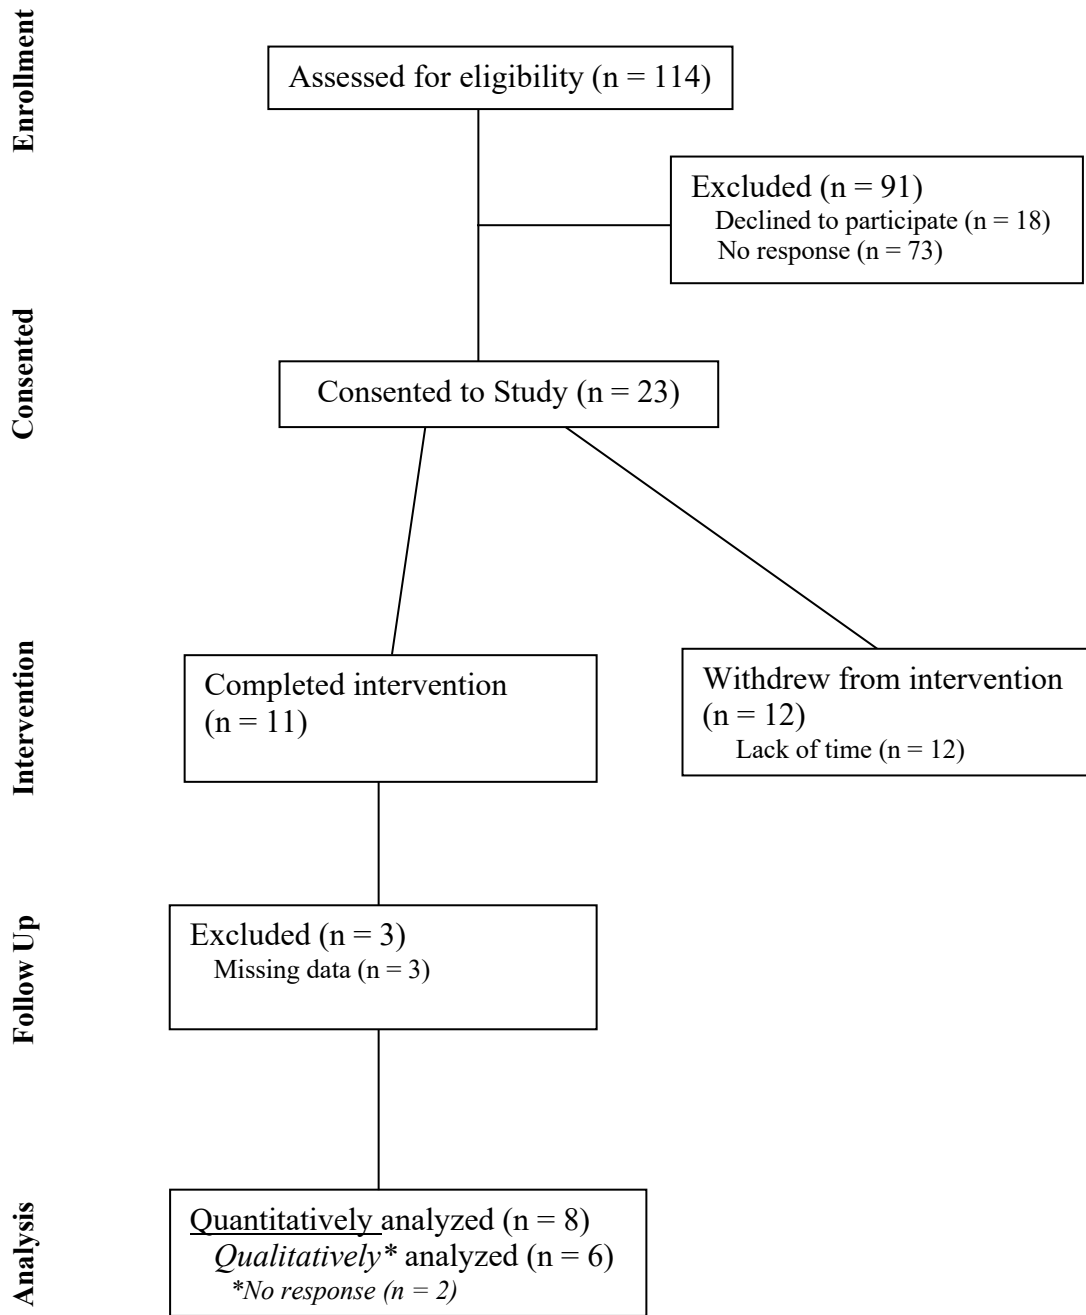 Enrollment
Assessed for eligibility (n = 114)
Excluded (n = 91)
Declined to participate (n = 18)
No response (n = 73)
Consented
Consented to Study (n = 23)
Intervention
Completed intervention
(n = 11)
Withdrew from intervention
(n = 12)
Lack of time (n = 12)
Follow Up
Excluded (n = 3)
Missing data (n = 3)
Analysis
Quantitatively analyzed (n = 8)
Qualitatively* analyzed (n = 6)
*No response (n = 2)